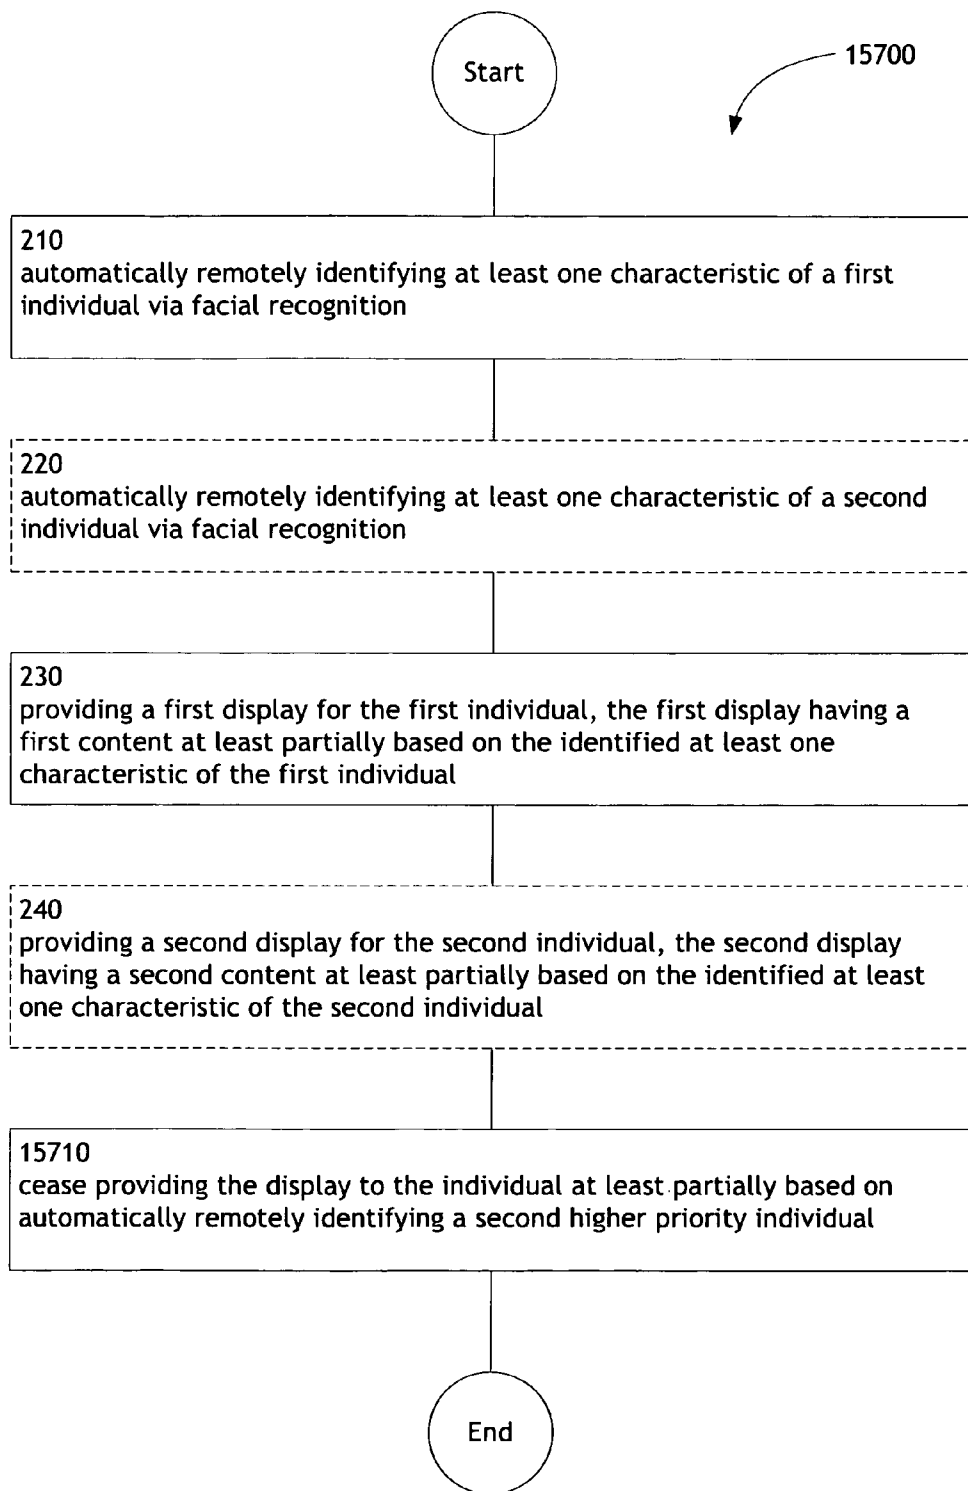 Start
15700
210
automatically remotely identifying at least one characteristic of a first
individual via facial recognition
220
automatically remotely identifying at least one characteristic of a second
individual via facial recognition
230
providing a first display for the first individual, the first display having a
first content at least partially based on the identified at least one
characteristic of the first individual
240
providing a second display for the second individual, the second display
having a second content at least partially based on the identified at least
one characteristic of the second individual
15710
cease providing the display to the individual at least partially based on
automatically remotely identifying a second higher priority individual
End